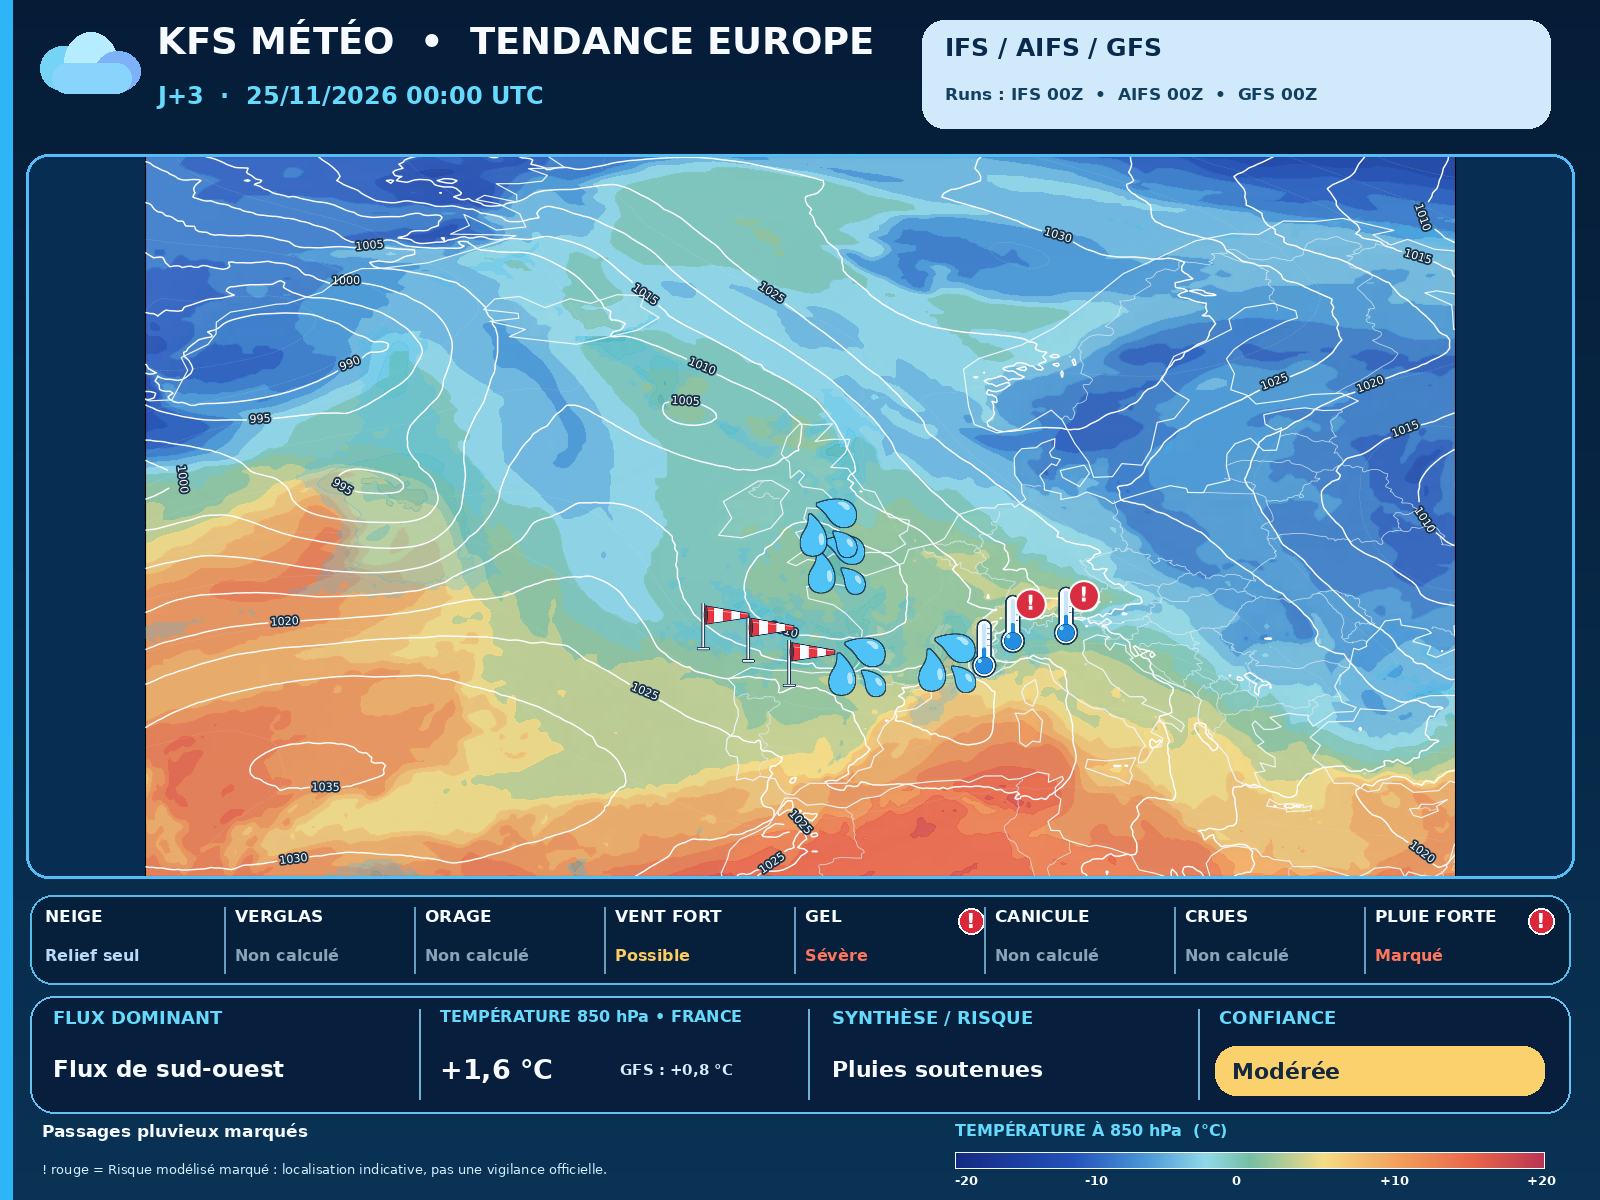 KFS MÉTÉO • TENDANCE EUROPE
J+3 · 25/11/2026 00:00 UTC
IFS / AIFS / GFS
Runs : IFS 00Z • AIFS 00Z • GFS 00Z
1010
1030
1005
1015
1000
1015
1025
990
1010
1025
1020
1005
995
1015
1000
995
1010
1020
1025
1035
1025
1030
1025
1020
! !
NEIGE
Relief seul
VERGLAS
Non calculé
ORAGE
Non calculé
VENT FORT
Possible
GEL !
Sévère
CANICULE
Non calculé
CRUES
Non calculé
PLUIE FORTE !
Marqué
FLUX DOMINANT
Flux de sud-ouest
TEMPÉRATURE 850 hPa • FRANCE
+1,6 °C GFS : +0,8 °C
SYNTHÈSE / RISQUE
Pluies soutenues
CONFIANCE
Modérée
Passages pluvieux marqués
! rouge = Risque modélisé marqué : localisation indicative, pas une vigilance officielle.
TEMPÉRATURE À 850 hPa (°C)
-20 -10 0 +10 +20